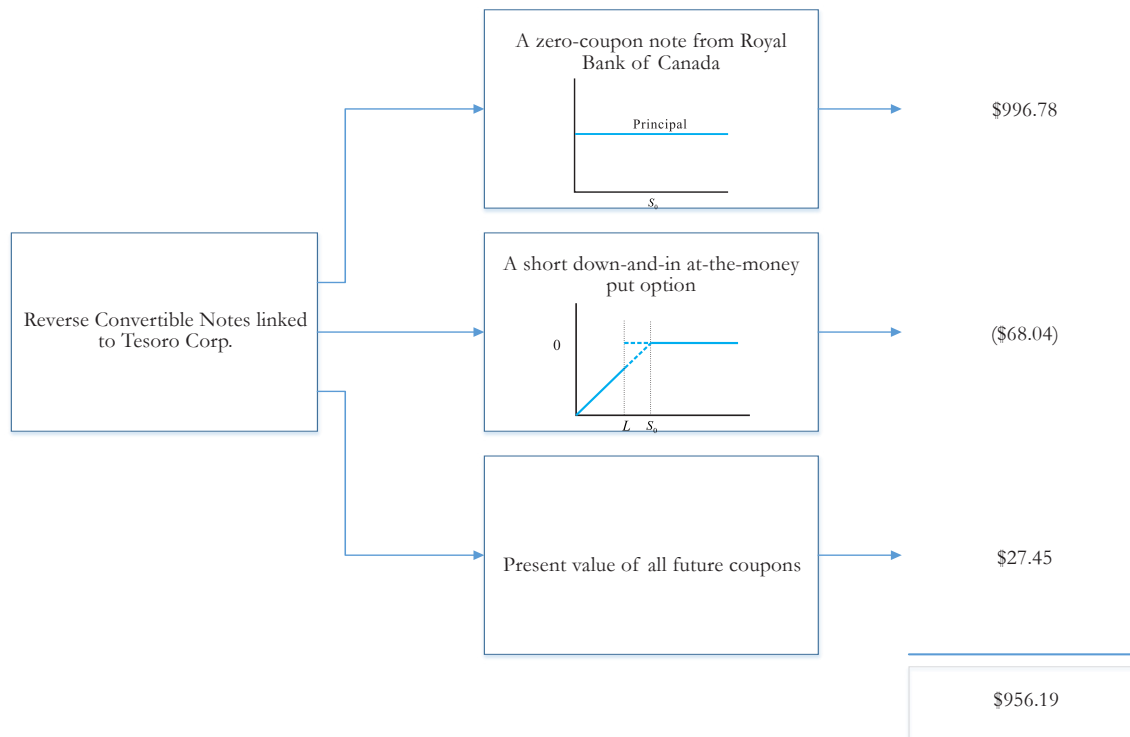 Reverse Convertible Notes linked
to Tesoro Corp.
A zero-coupon note from Royal
Bank of Canada
Principal
S₀
$996.78
A short down-and-in at-the-money
put option
0
L S₀
($68.04)
Present value of all future coupons
$27.45
$956.19